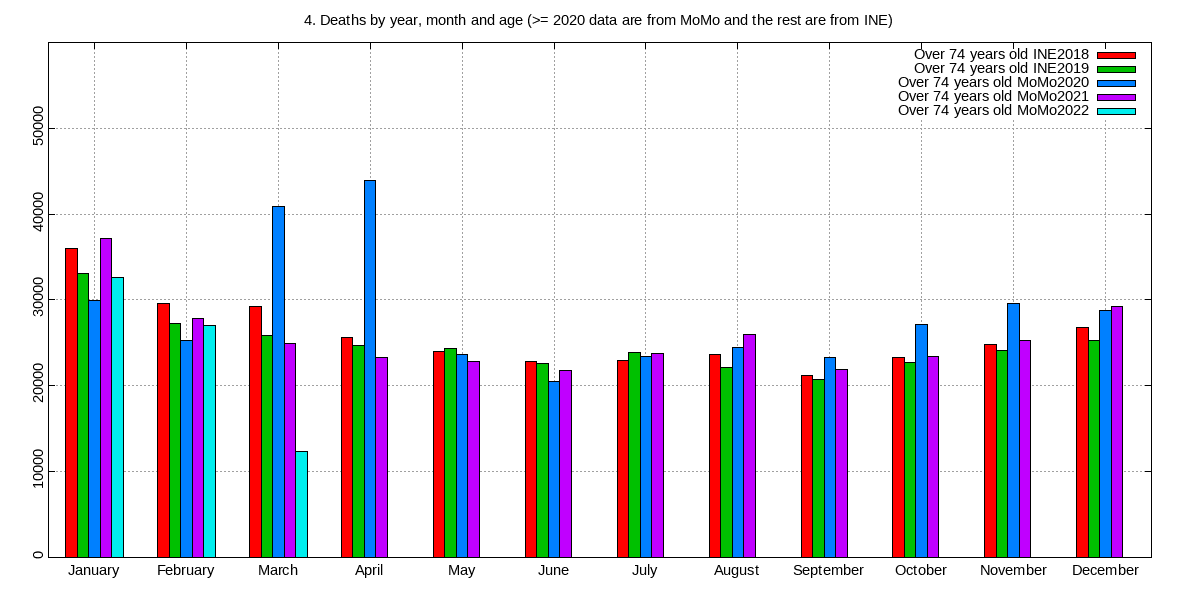 4. Deaths by year, month and age (>= 2020 data are from MoMo and the rest are from INE)
Over 74 years old INE2018
Over 74 years old INE2019
Over 74 years old MoMo2020
Over 74 years old MoMo2021
Over 74 years old MoMo2022
50000
40000
30000
20000
10000
0
January February March April May June July August September October November December